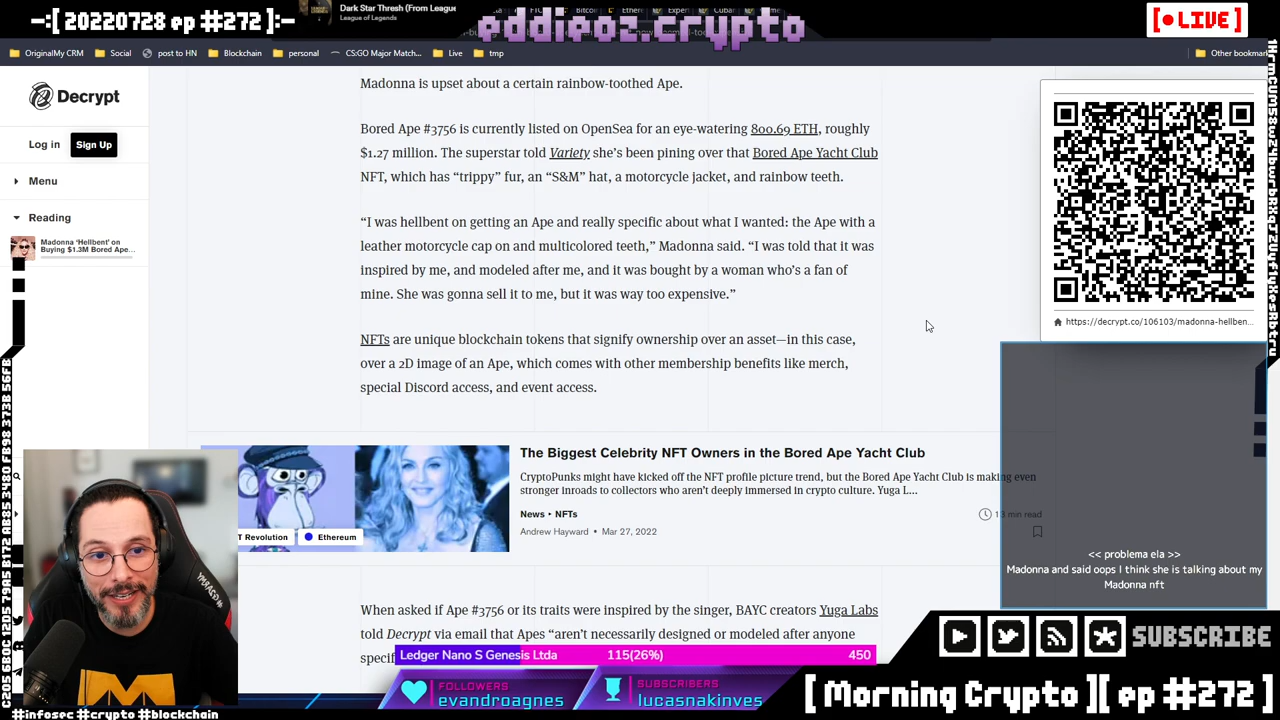 -:[ 20220728 ep #272 ]:-
Dark Star Thresh (From League
League of Legends
eddieoz.crypto
[ LIVE ]
OriginalMy CRM
Social
post to HN
Blockchain
personal
CS:GO Major Match...
Live
tmp
Other bookmar
Decrypt
Log in
Sign Up
Menu
Reading
Madonna ‘Hellbent’ on
Buying $1.3M Bored Ape...
Madonna is upset about a certain rainbow-toothed Ape.
Bored Ape #3756 is currently listed on OpenSea for an eye-watering 800.69 ETH, roughly
$1.27 million. The superstar told Variety she’s been pining over that Bored Ape Yacht Club
NFT, which has “trippy” fur, an “S&M” hat, a motorcycle jacket, and rainbow teeth.
“I was hellbent on getting an Ape and really specific about what I wanted: the Ape with a
leather motorcycle cap on and multicolored teeth,” Madonna said. “I was told that it was
inspired by me, and modeled after me, and it was bought by a woman who’s a fan of
mine. She was gonna sell it to me, but it was way too expensive.”
NFTs are unique blockchain tokens that signify ownership over an asset—in this case,
over a 2D image of an Ape, which comes with other membership benefits like merch,
special Discord access, and event access.
https://decrypt.co/106103/madonna-hellben...
The Biggest Celebrity NFT Owners in the Bored Ape Yacht Club
CryptoPunks might have kicked off the NFT profile picture trend, but the Bored Ape Yacht Club is making even
stronger inroads to collectors who aren’t deeply immersed in crypto culture. Yuga L...
News • NFTs
13 min read
Andrew Hayward • Mar 27, 2022
T Revolution
Ethereum
<< problema ela >>
Madonna and said oops I think she is talking about my
Madonna nft
When asked if Ape #3756 or its traits were inspired by the singer, BAYC creators Yuga Labs
told Decrypt via email that Apes “aren’t necessarily designed or modeled after anyone
specif
Ledger Nano S Genesis Ltda 115(26%) 450
FOLLOWERS
evandroagnes
SUBSCRIBERS
lucasnakinves
SUBSCRIBE
[ Morning Crypto ][ ep #272 ]
#infosec #crypto #blockchain